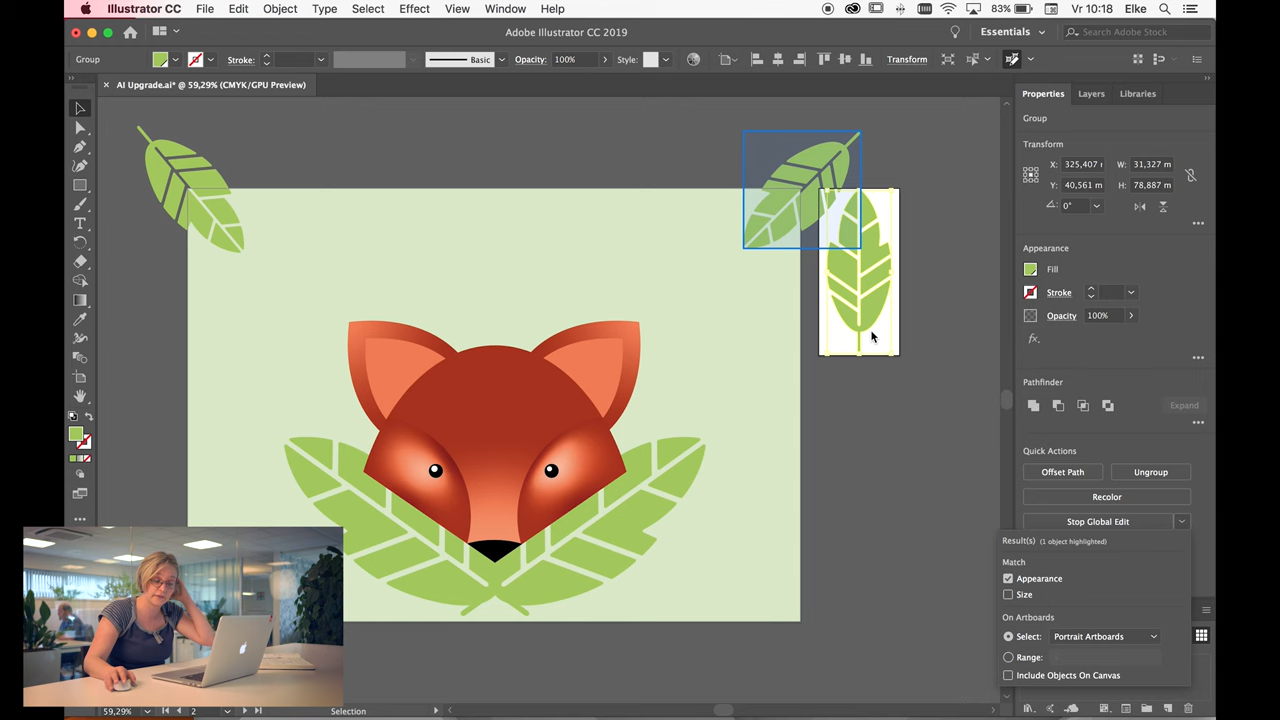 Illustrator CC File Edit Object Type Select Effect View Window Help 83% Vr 10:18 Elke
Adobe Illustrator CC 2019 Essentials Search Adobe Stock
Group Stroke: Basic Opacity: 100% Style: Transform
× AI Upgrade.ai* @ 59,29% (CMYK/GPU Preview)
Properties Layers Libraries
Group
Transform
X: 325,407 W: 31,327 m
Y: 40,561 m H: 78,887 m
0°
Appearance
Fill
Stroke
Opacity 100%
fx.
Pathfinder
Expand
Quick Actions
Offset Path Ungroup
Recolor
Stop Global Edit
Result(s) (1 object highlighted)
Match
Appearance
Size
On Artboards
Select: Portrait Artboards
Range:
Include Objects On Canvas
59,29% 2 Selection